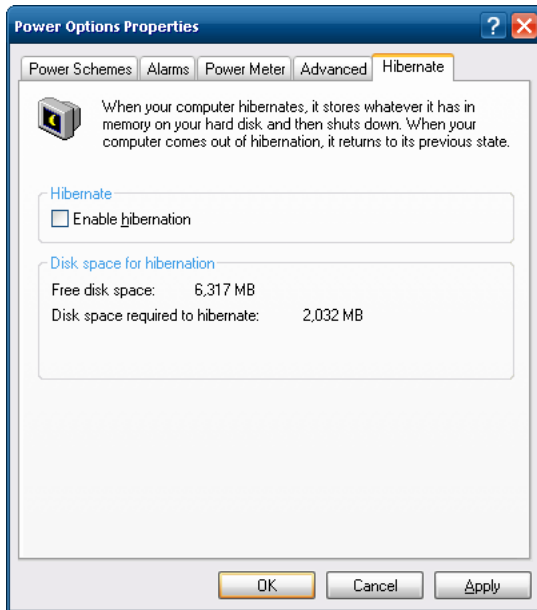 Power Options Properties
Power Schemes Alarms Power Meter Advanced Hibernate
When your computer hibernates, it stores whatever it has in
memory on your hard disk and then shuts down. When your
computer comes out of hibernation, it returns to its previous state.
Hibernate
Enable hibernation
Disk space for hibernation
Free disk space: 6,317 MB
Disk space required to hibernate: 2,032 MB
OK Cancel Apply